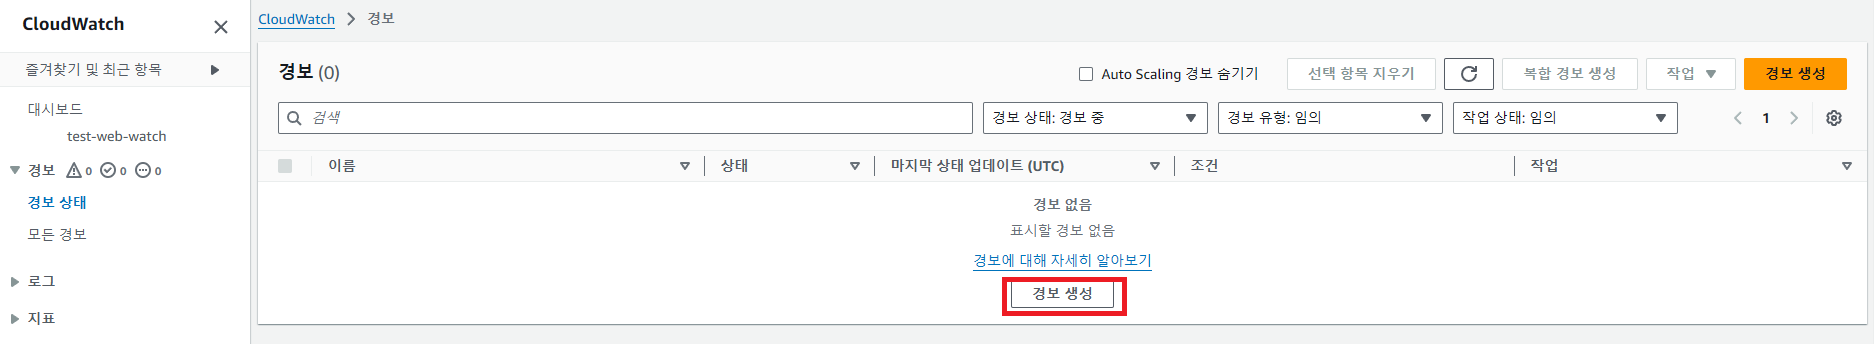 CloudWatch
즐겨찾기 및 최근 항목
대시보드
test-web-watch
경보 0 0 0
경보 상태
모든 경보
로그
지표
CloudWatch > 경보
경보 (0)
Auto Scaling 경보 숨기기
선택 항목 지우기
복합 경보 생성
작업
경보 생성
검색
경보 상태: 경보 중
경보 유형: 임의
작업 상태: 임의
1
이름 상태 마지막 상태 업데이트 (UTC) 조건 작업
경보 없음
표시할 경보 없음
경보에 대해 자세히 알아보기
경보 생성